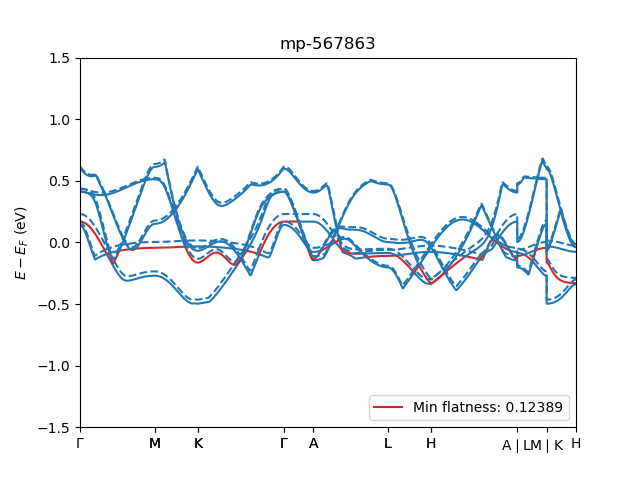 mp-567863
E − E_F (eV)
1.5
1.0
0.5
0.0
−0.5
−1.0
−1.5
Min flatness: 0.12389
Γ M K Γ A L H A | LM | K H